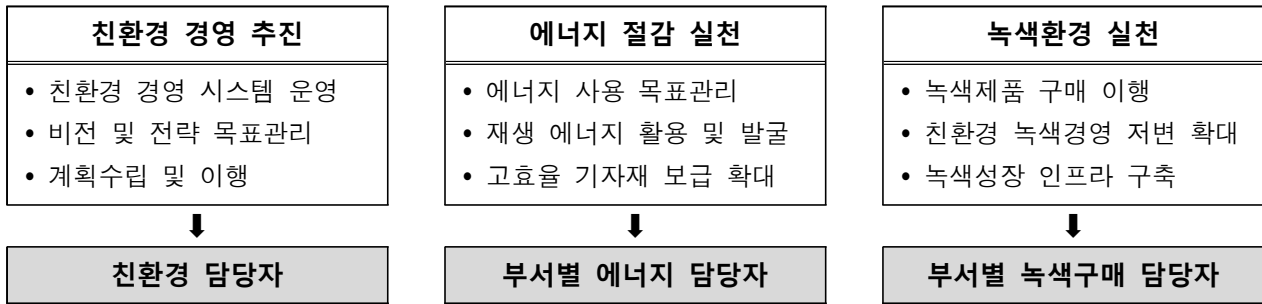 친환경 경영 추진
• 친환경 경영 시스템 운영
• 비전 및 전략 목표관리
• 계획수립 및 이행
친환경 담당자
에너지 절감 실천
• 에너지 사용 목표관리
• 재생 에너지 활용 및 발굴
• 고효율 기자재 보급 확대
부서별 에너지 담당자
녹색환경 실천
• 녹색제품 구매 이행
• 친환경 녹색경영 저변 확대
• 녹색성장 인프라 구축
부서별 녹색구매 담당자